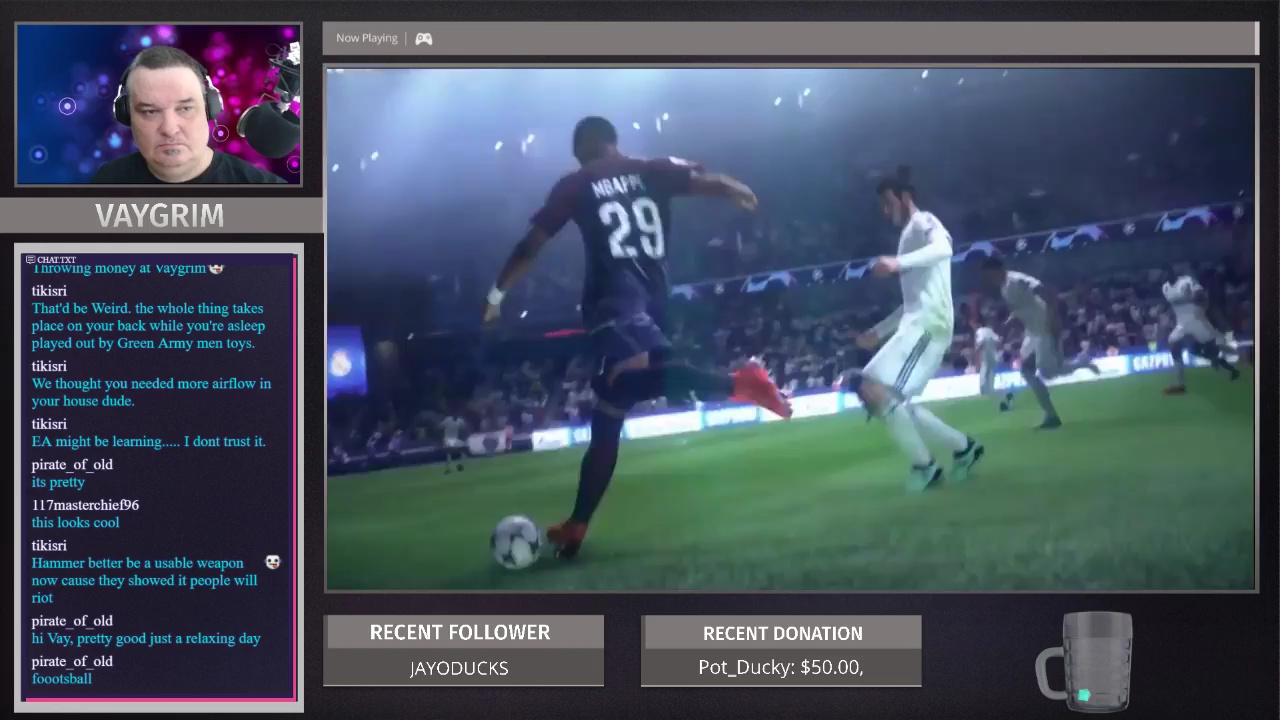 Now Playing
VAYGRIM
CHAT.TXT
Throwing money at Vaygrim
tikisri
That'd be Weird. the whole thing takes
place on your back while you're asleep
played out by Green Army men toys.
tikisri
We thought you needed more airflow in
your house dude.
tikisri
EA might be learning..... I dont trust it.
pirate_of_old
its pretty
117masterchief96
this looks cool
tikisri
Hammer better be a usable weapon
now cause they showed it people will
riot
pirate_of_old
hi Vay, pretty good just a relaxing day
pirate_of_old
foootsball
MBAPPE
29
RECENT FOLLOWER
JAYODUCKS
RECENT DONATION
Pot_Ducky: $50.00,